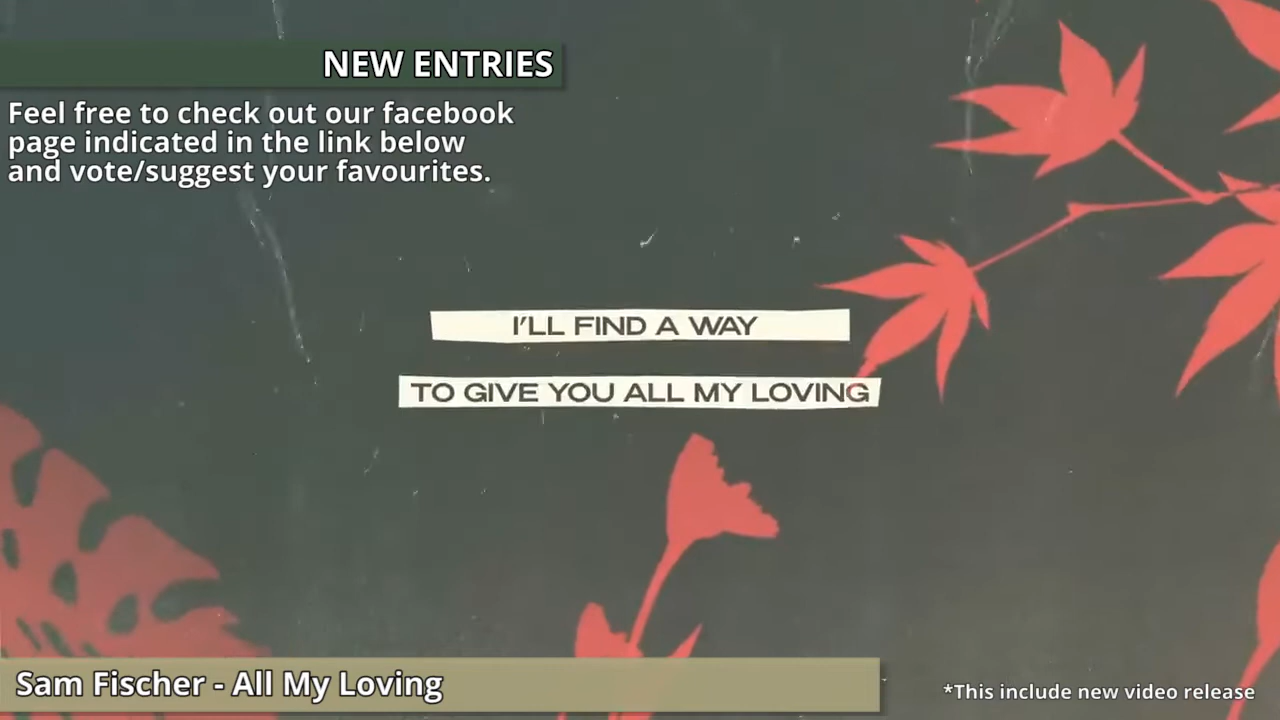 NEW ENTRIES
Feel free to check out our facebook
page indicated in the link below
and vote/suggest your favourites.
I'LL FIND A WAY
TO GIVE YOU ALL MY LOVING
Sam Fischer - All My Loving
*This include new video release